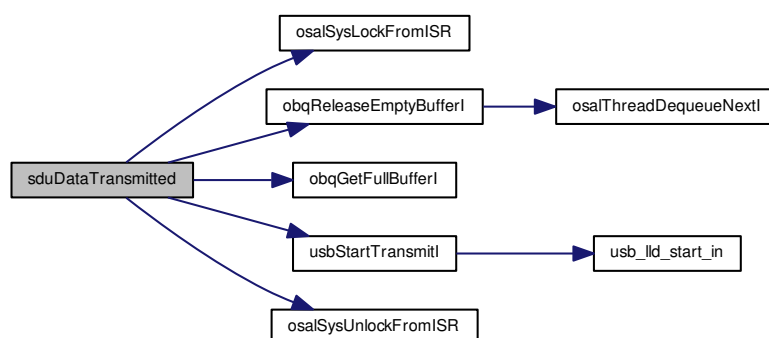 osalSysLockFromISR
obqReleaseEmptyBufferI
osalThreadDequeueNextI
sduDataTransmitted
obqGetFullBufferI
usbStartTransmitI
usb_lld_start_in
osalSysUnlockFromISR